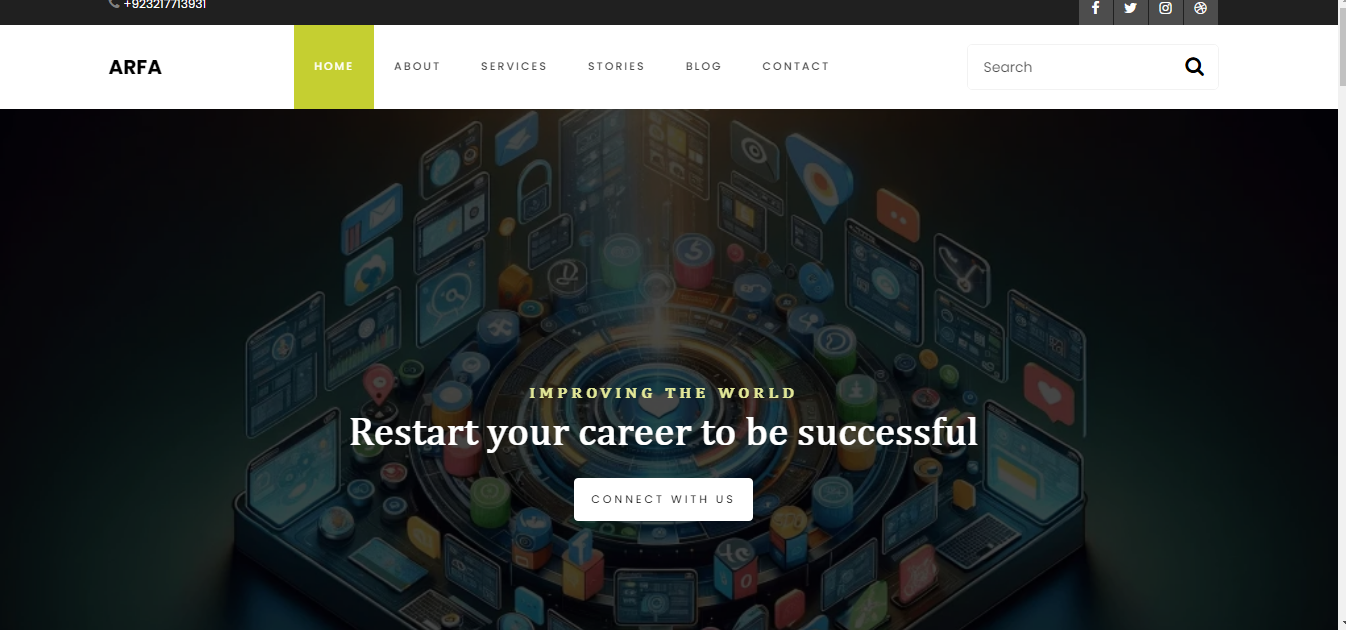 +923217713931
ARFA
HOME ABOUT SERVICES STORIES BLOG CONTACT Search
IMPROVING THE WORLD
Restart your career to be successful
CONNECT WITH US